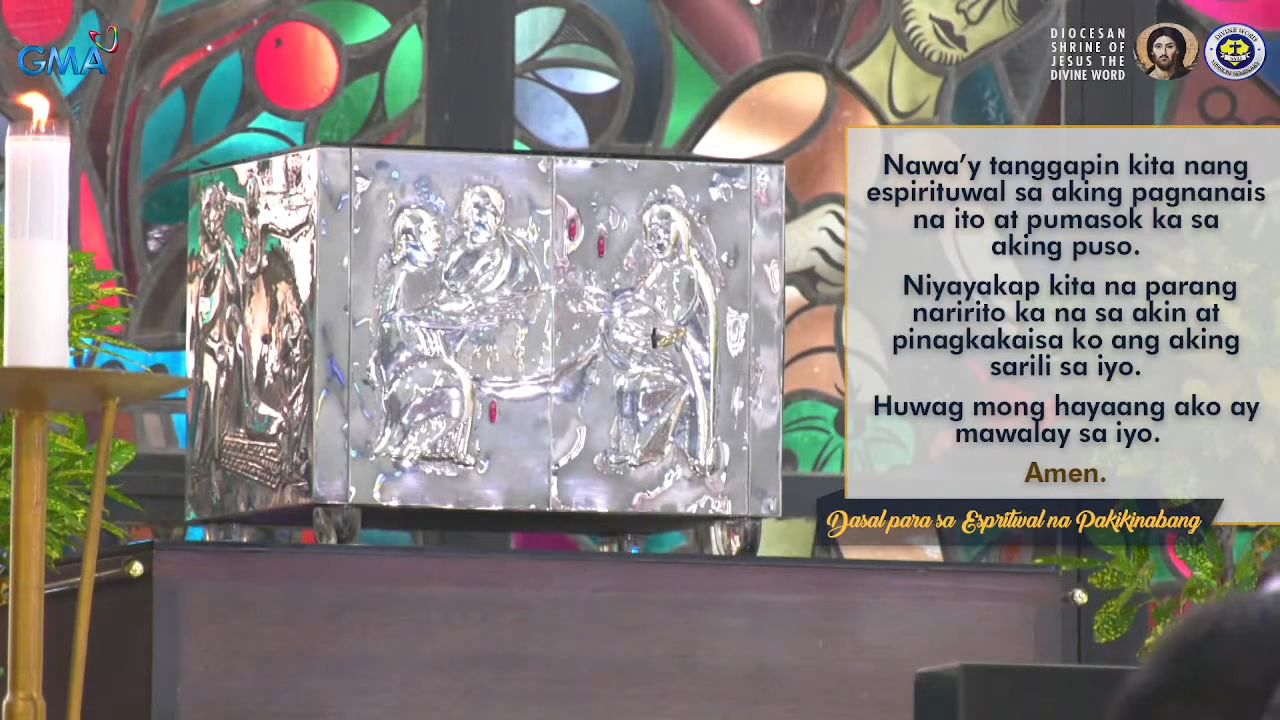 GMA
DIOCESAN
SHRINE OF
JESUS THE
DIVINE WORD
DIVINE WORD
Nawa'y tanggapin kita nang
espirituwal sa aking pagnanais
na ito at pumasok ka sa
aking puso.
Niyayakap kita na parang
naririto ka na sa akin at
pinagkakaisa ko ang aking
sarili sa iyo.
Huwag mong hayaang ako ay
mawalay sa iyo.
Amen.
Dasal para sa Espritwal na Pakikinabang